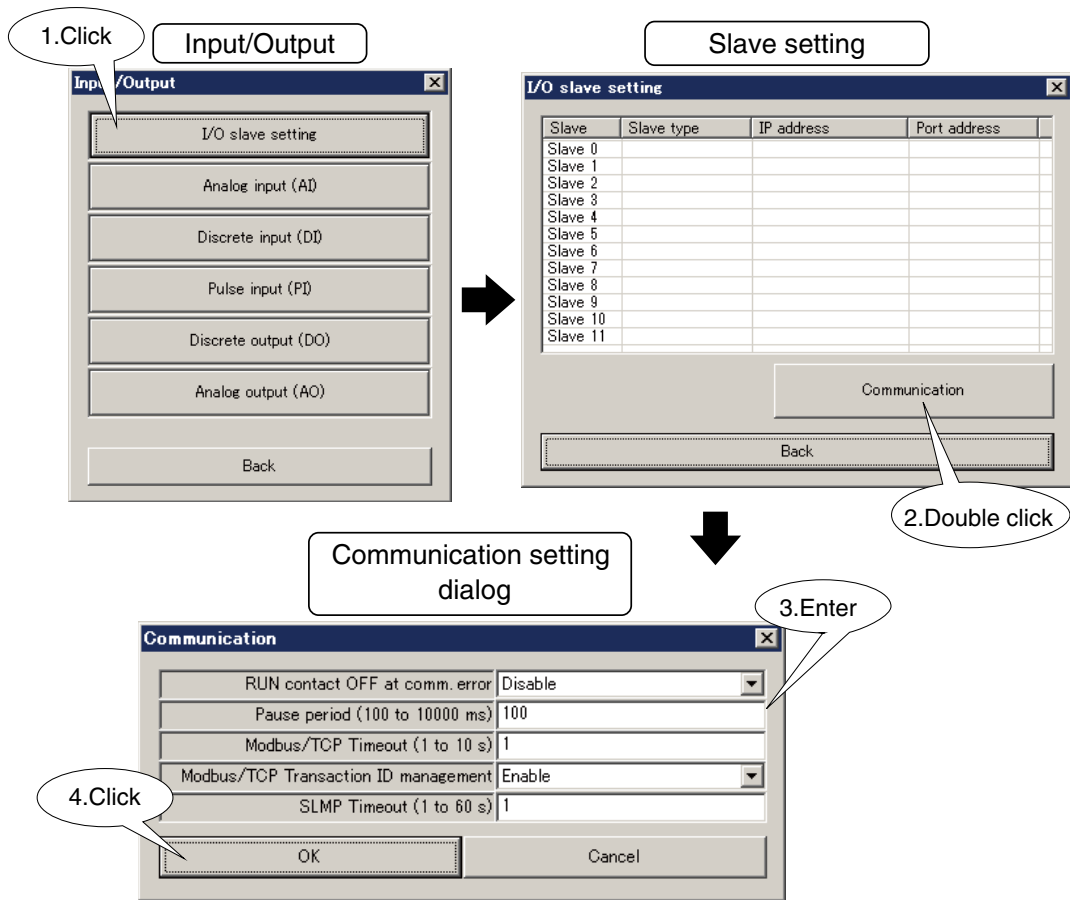 1.Click
Input/Output
Slave setting
Input/Output
I/O slave setting
Analog input (AI)
Discrete input (DI)
Pulse input (PI)
Discrete output (DO)
Analog output (AO)
Back
I/O slave setting
Slave Slave type IP address Port address
Slave 0
Slave 1
Slave 2
Slave 3
Slave 4
Slave 5
Slave 6
Slave 7
Slave 8
Slave 9
Slave 10
Slave 11
Communication
Back
2.Double click
Communication setting
dialog
3.Enter
Communication
RUN contact OFF at comm. error Disable
Pause period (100 to 10000 ms) 100
Modbus/TCP Timeout (1 to 10 s) 1
Modbus/TCP Transaction ID management Enable
SLMP Timeout (1 to 60 s) 1
4.Click
OK Cancel